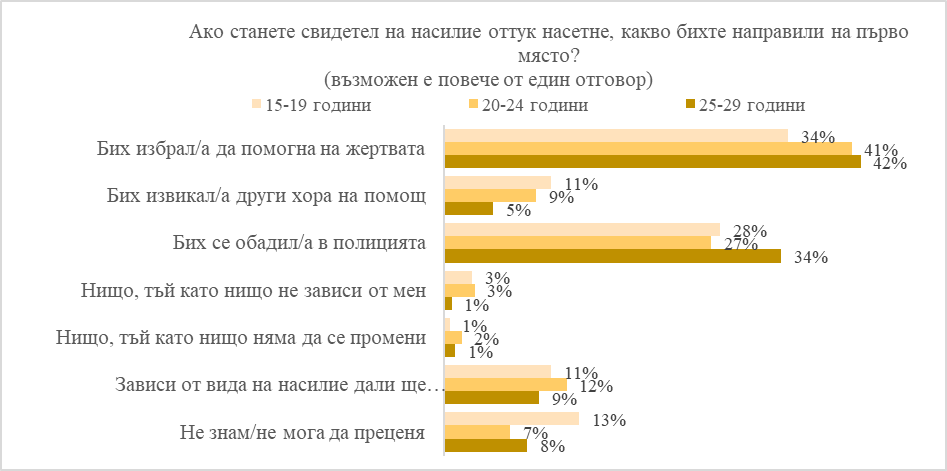 Ако станете свидетел на насилие оттук насетне, какво бихте направили на първо
място?
(възможен е повече от един отговор)
15-19 години 20-24 години 25-29 години
Бих избрал/а да помогна на жертвата
34%
41%
42%
Бих извикал/а други хора на помощ
11%
9%
5%
Бих се обадил/а в полицията
28%
27%
34%
Нищо, тъй като нищо не зависи от мен
3%
3%
1%
Нищо, тъй като нищо няма да се промени
1%
2%
1%
Зависи от вида на насилие дали ще…
11%
12%
9%
Не знам/не мога да преценя
13%
7%
8%